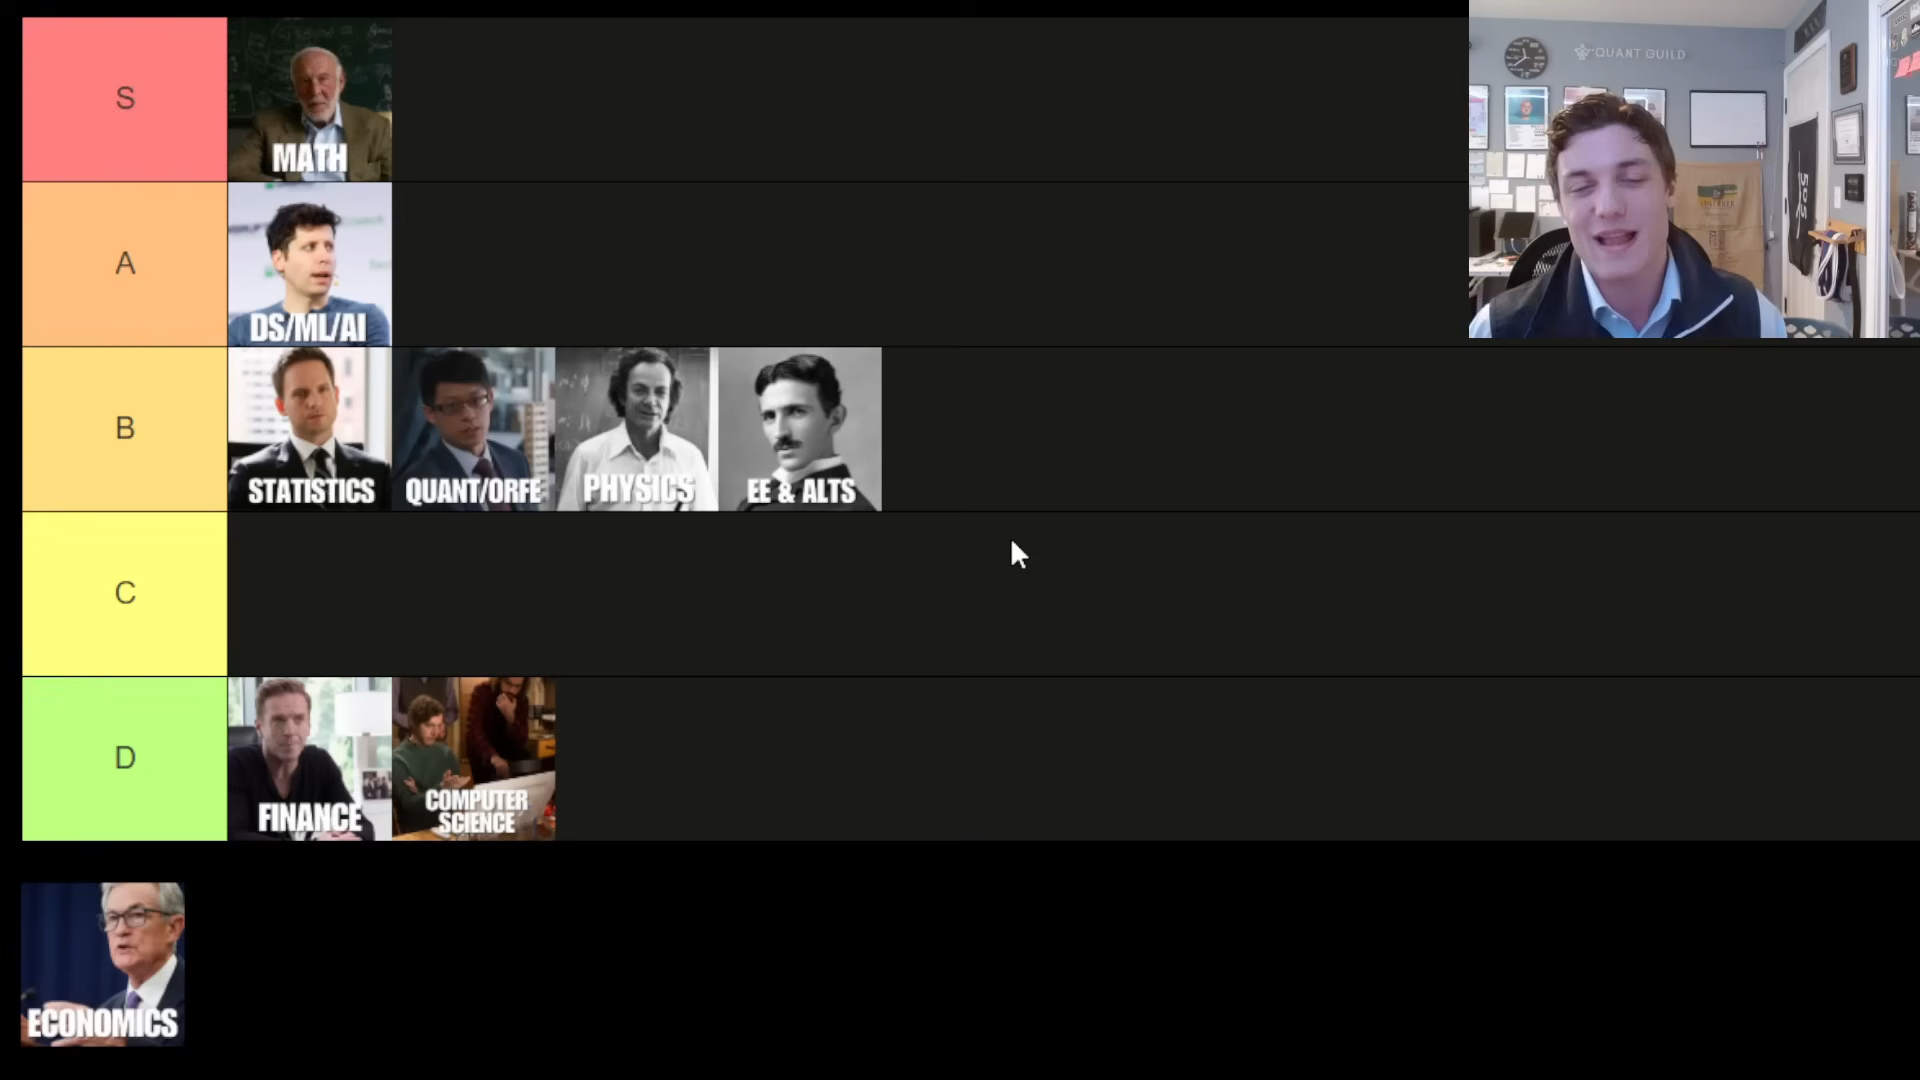 S
MATH
QUANT GUILD
A
DS/ML/AI
B
STATISTICS
QUANT/ORFE
PHYSICS
EE & ALTS
C
D
FINANCE
COMPUTER
SCIENCE
ECONOMICS